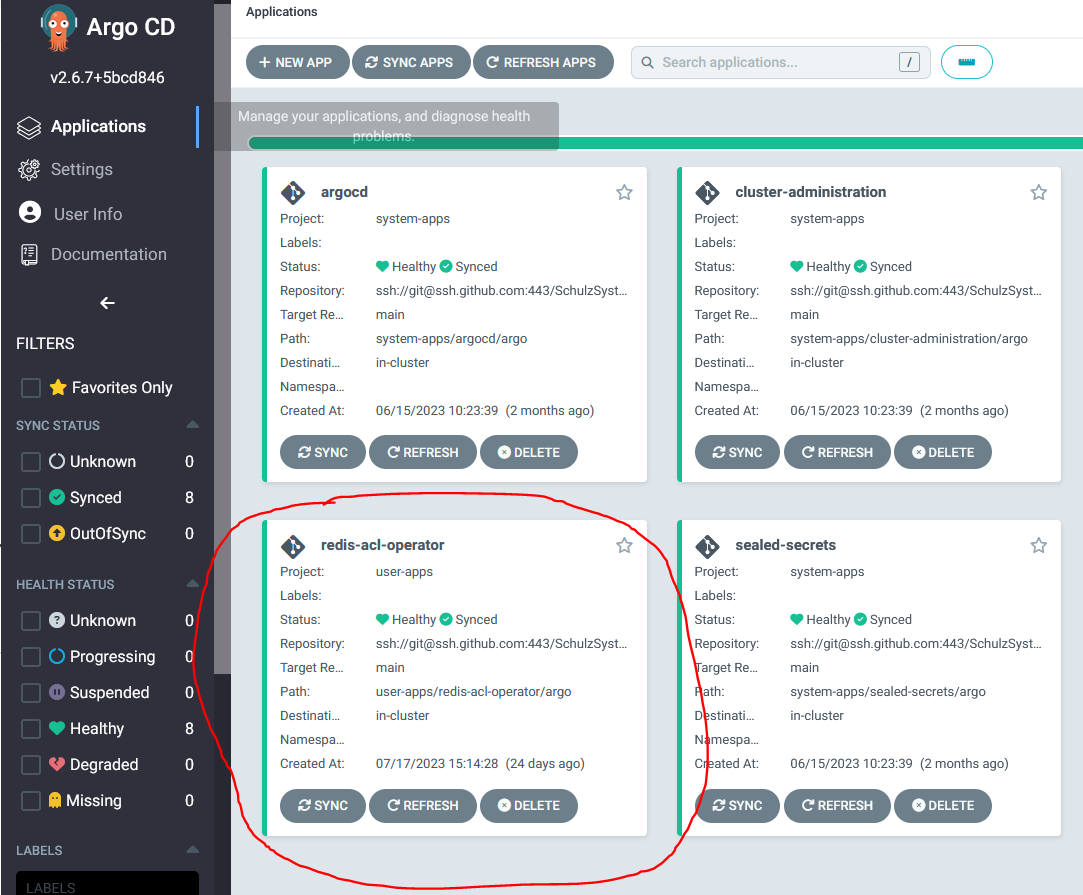 Argo CD
v2.6.7+5bcd846
Applications
Settings
User Info
Documentation
FILTERS
Favorites Only
SYNC STATUS
Unknown 0
Synced 8
OutOfSync 0
HEALTH STATUS
Unknown 0
Progressing 0
Suspended 0
Healthy 8
Degraded 0
Missing 0
LABELS
LABELS
Applications
+ NEW APP SYNC APPS REFRESH APPS Search applications... /
Manage your applications, and diagnose health
problems.
argocd
Project: system-apps
Labels:
Status: Healthy Synced
Repository: ssh://git@ssh.github.com:443/SchulzSyst...
Target Re... main
Path: system-apps/argocd/argo
Destinati... in-cluster
Namespa...
Created At: 06/15/2023 10:23:39 (2 months ago)
SYNC REFRESH DELETE
cluster-administration
Project: system-apps
Labels:
Status: Healthy Synced
Repository: ssh://git@ssh.github.com:443/SchulzSyst...
Target Re... main
Path: system-apps/cluster-administration/argo
Destinati... in-cluster
Namespa...
Created At: 06/15/2023 10:23:39 (2 months ago)
SYNC REFRESH DELETE
redis-acl-operator
Project: user-apps
Labels:
Status: Healthy Synced
Repository: ssh://git@ssh.github.com:443/SchulzSyst...
Target Re... main
Path: user-apps/redis-acl-operator/argo
Destinati... in-cluster
Namespa...
Created At: 07/17/2023 15:14:28 (24 days ago)
SYNC REFRESH DELETE
sealed-secrets
Project: system-apps
Labels:
Status: Healthy Synced
Repository: ssh://git@ssh.github.com:443/SchulzSyst...
Target Re... main
Path: system-apps/sealed-secrets/argo
Destinati... in-cluster
Namespa...
Created At: 06/15/2023 10:23:39 (2 months ago)
SYNC REFRESH DELETE